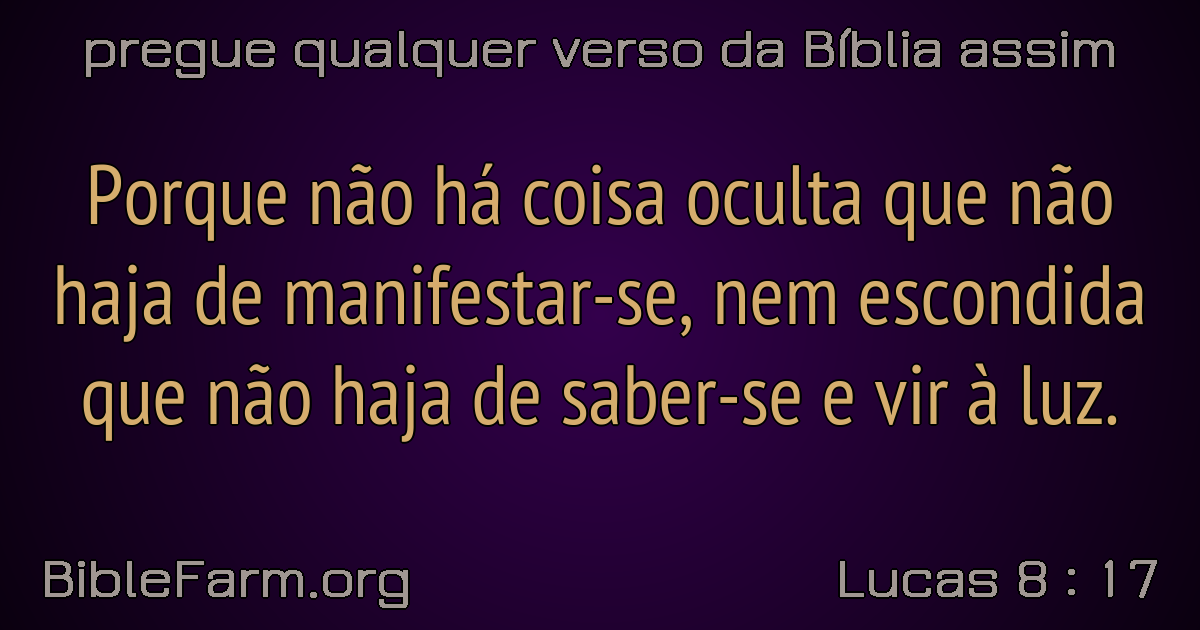 pregue qualquer verso da Bíblia assim
Porque não há coisa oculta que não
haja de manifestar-se, nem escondida
que não haja de saber-se e vir à luz.
BibleFarm.org
Lucas 8 : 17